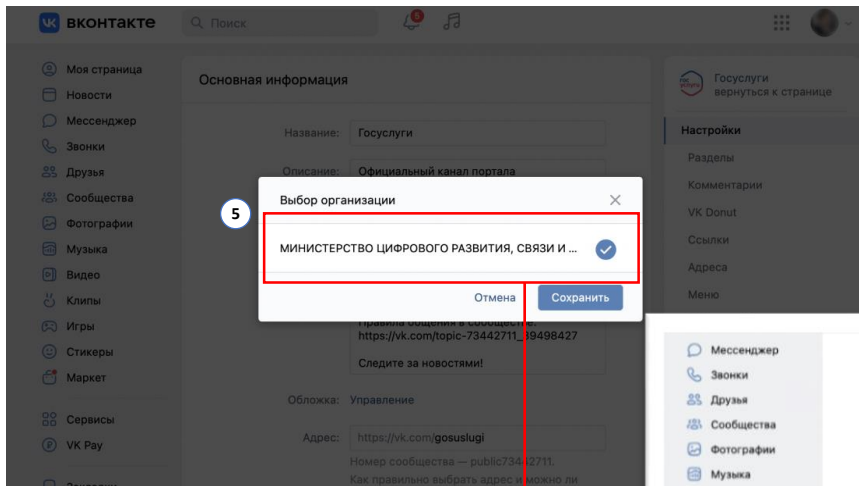 вконтакте
Поиск
5
Моя страница
Новости
Мессенджер
Звонки
Друзья
Сообщества
Фотографии
Музыка
Видео
Клипы
Игры
Стикеры
Маркет
Сервисы
VK Pay
Основная информация
Название: Госуслуги
Описание: Официальный канал портала
5
Выбор организации
МИНИСТЕРСТВО ЦИФРОВОГО РАЗВИТИЯ, СВЯЗИ И ...
Отмена
Сохранить
Правила общения в сообществе:
https://vk.com/topic-73442711_39498427
Следите за новостями!
Обложка: Управление
Адрес: https://vk.com/gosuslugi
Номер сообщества — public73442711.
Как правильно выбрать адрес и можно ли
Госуслуги
вернуться к странице
Настройки
Разделы
Комментарии
VK Donut
Ссылки
Адреса
Меню
Мессенджер
Звонки
Друзья
Сообщества
Фотографии
Музыка